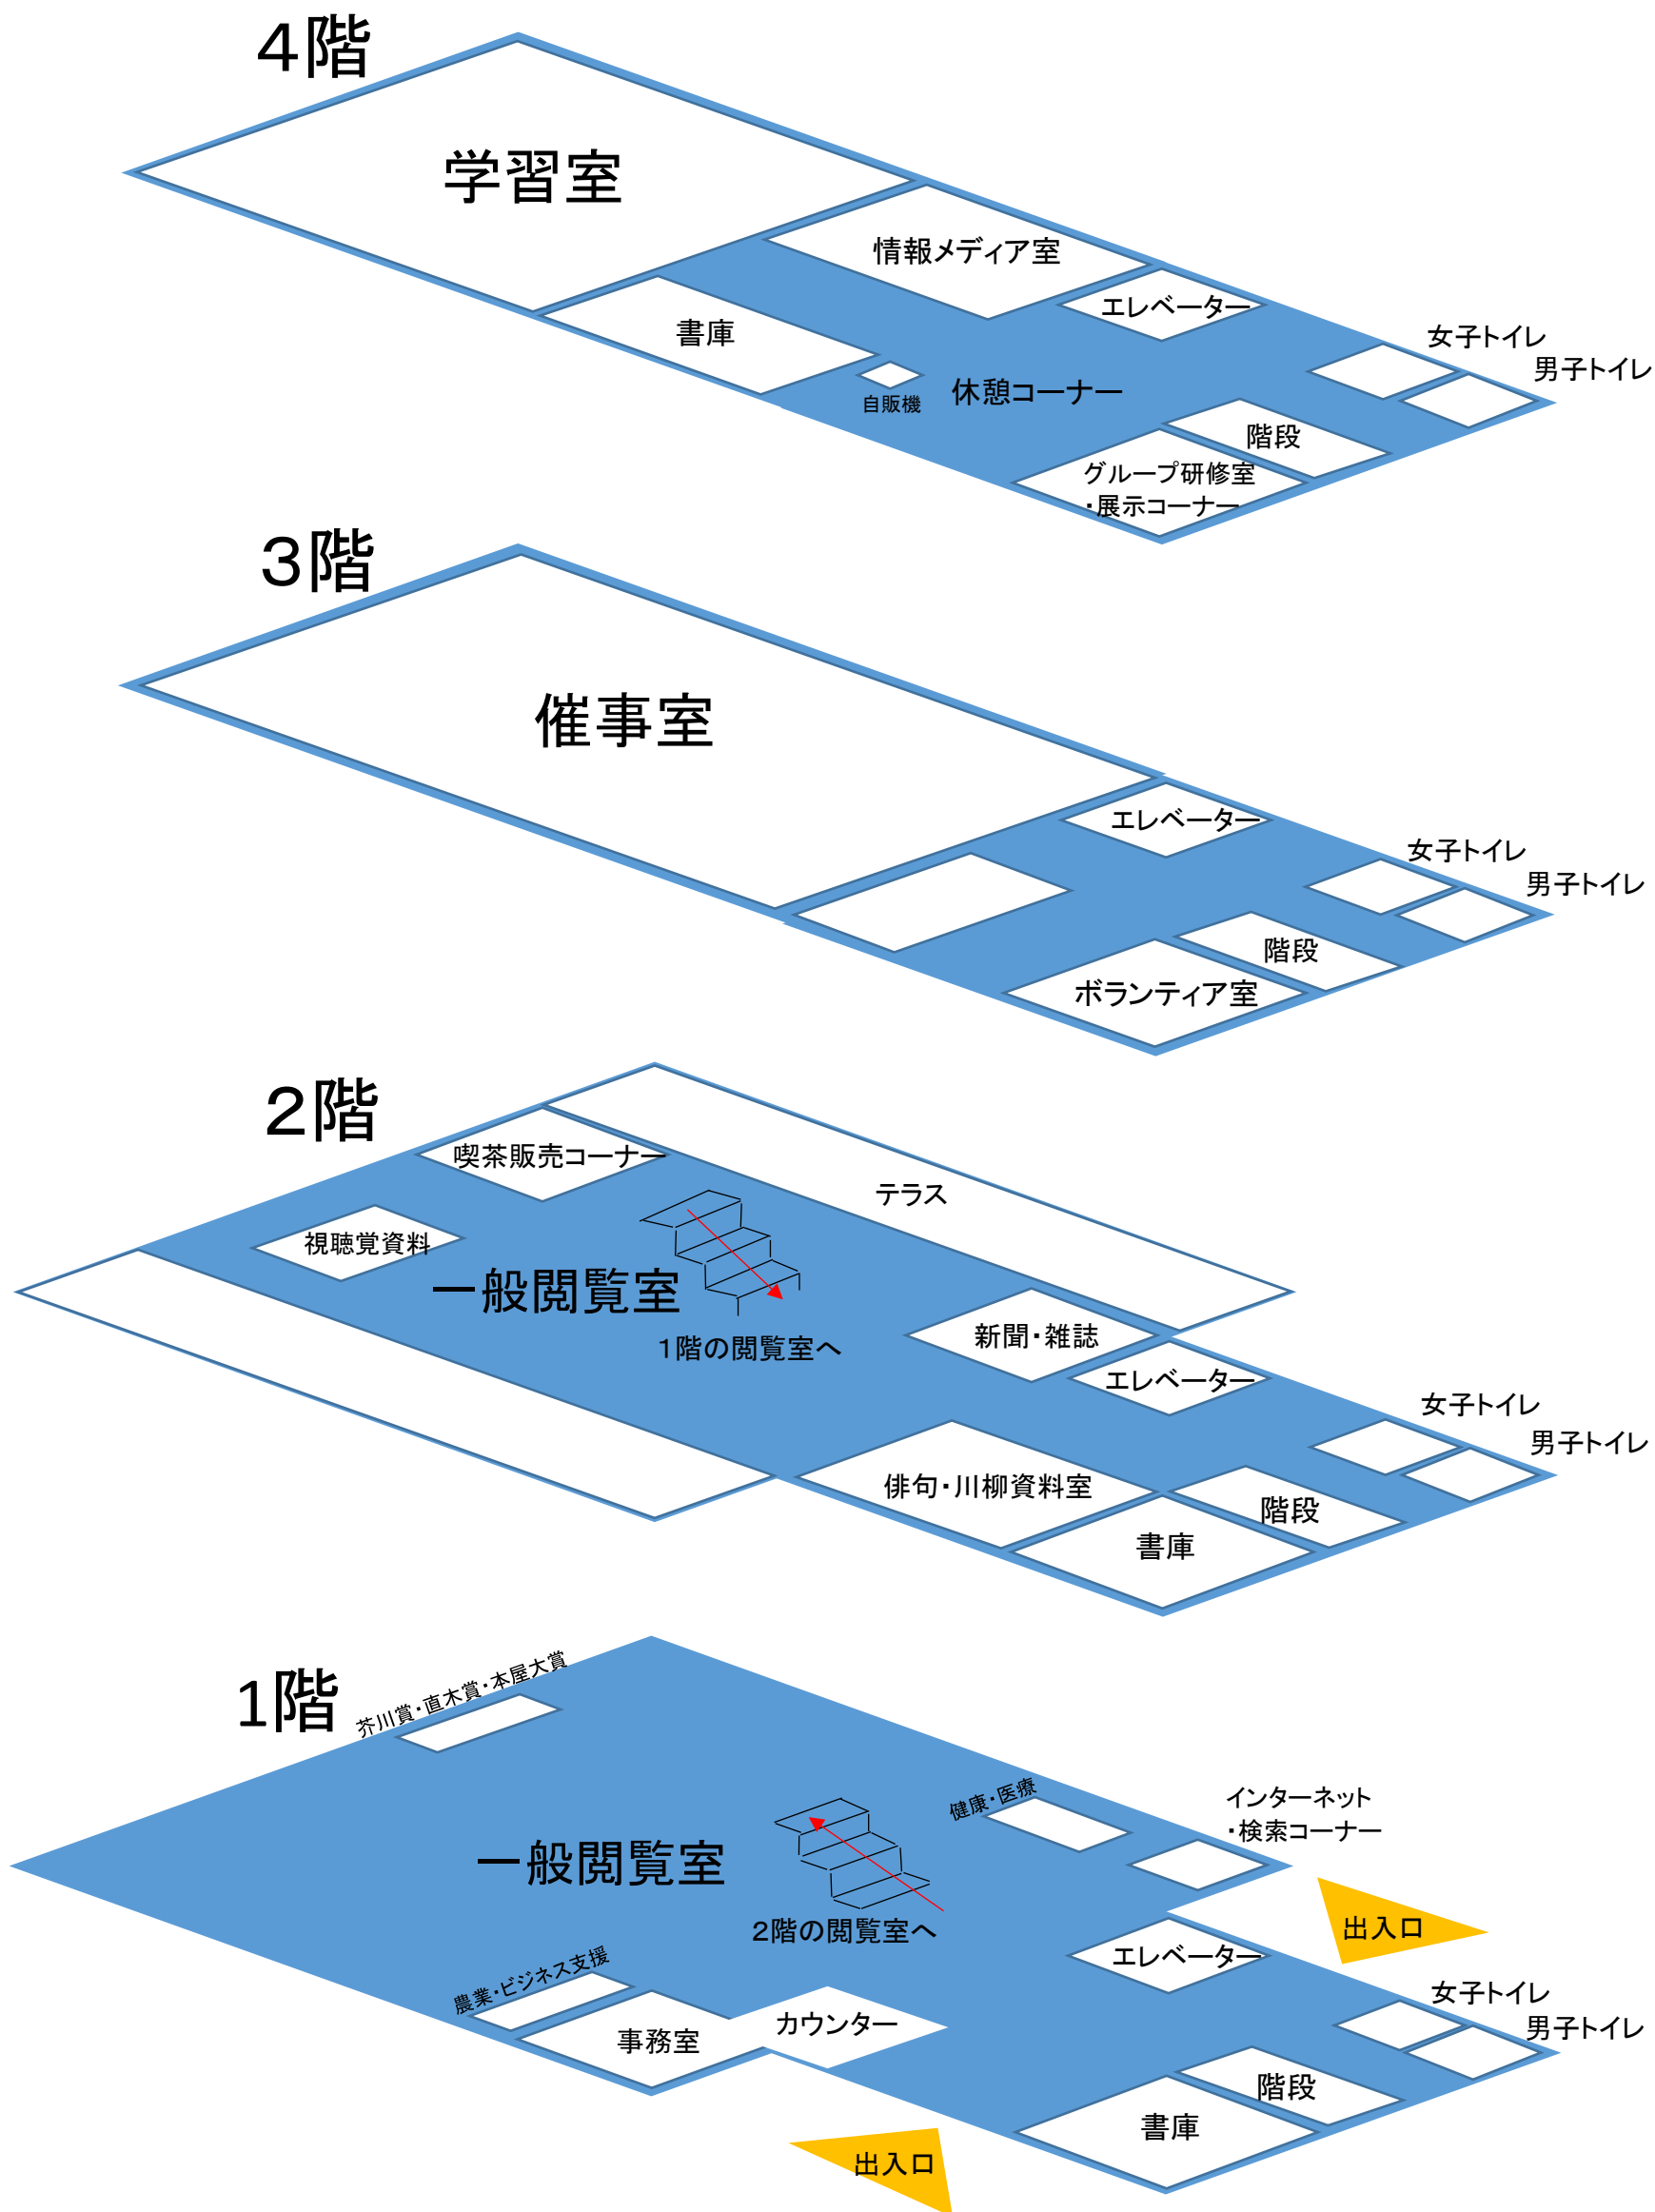 ４階
学習室
情報メディア室
エレベーター
書庫
女子トイレ
男子トイレ
自販機
休憩コーナー
階段
グループ研修室
・展示コーナー
３階
催事室
エレベーター
女子トイレ
男子トイレ
階段
ボランティア室
２階
喫茶販売コーナー
テラス
視聴覚資料
一般閲覧室
１階の閲覧室へ
新聞・雑誌
エレベーター
女子トイレ
男子トイレ
俳句・川柳資料室
階段
書庫
１階
芥川賞・直木賞・本屋大賞
健康・医療
インターネット
・検索コーナー
一般閲覧室
２階の閲覧室へ
出入口
エレベーター
農業・ビジネス支援
女子トイレ
男子トイレ
カウンター
事務室
階段
書庫
出入口